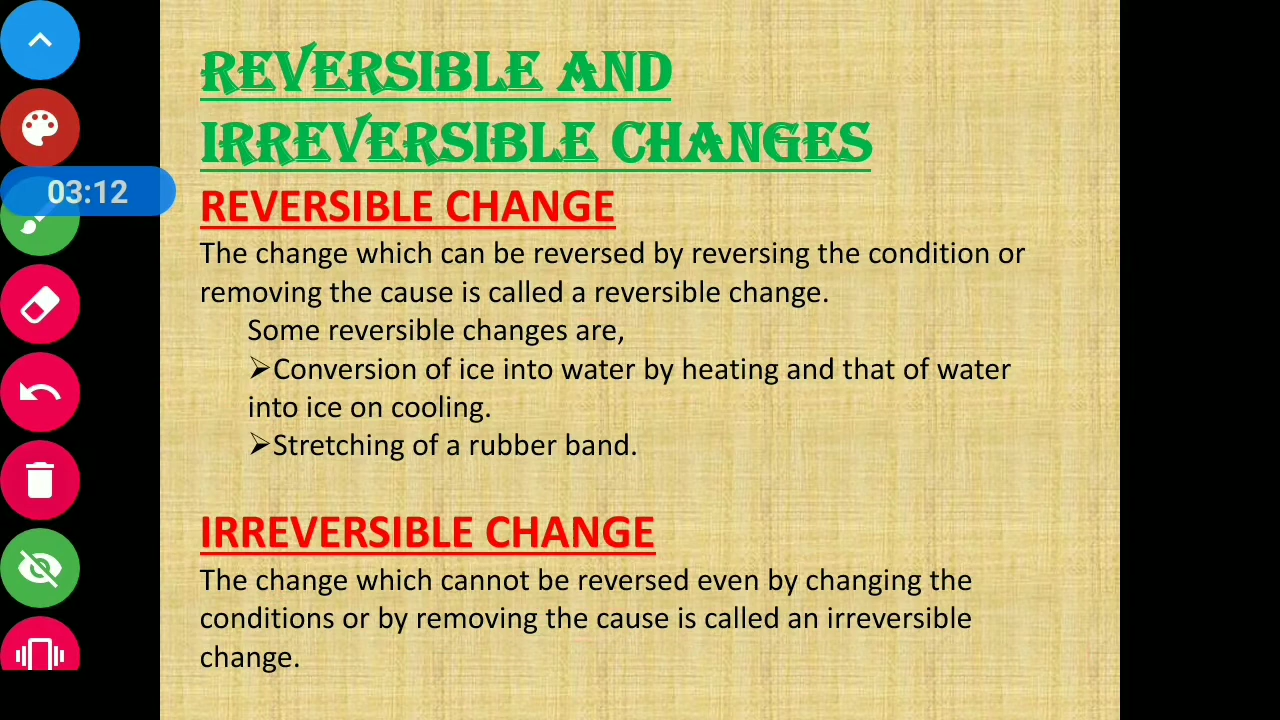 REVERSIBLE AND
IRREVERSIBLE CHANGES
03:12
REVERSIBLE CHANGE
The change which can be reversed by reversing the condition or
removing the cause is called a reversible change.
Some reversible changes are,
➢Conversion of ice into water by heating and that of water
into ice on cooling.
➢Stretching of a rubber band.
IRREVERSIBLE CHANGE
The change which cannot be reversed even by changing the
conditions or by removing the cause is called an irreversible
change.